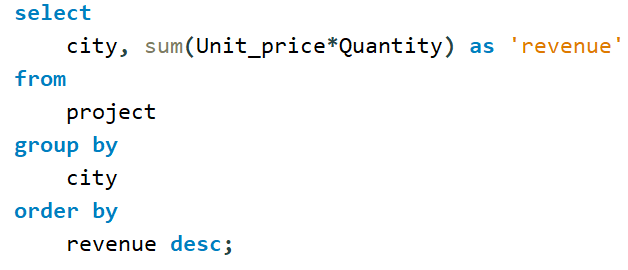 select
city, sum(Unit_price*Quantity) as 'revenue'
from
project
group by
city
order by
revenue desc;